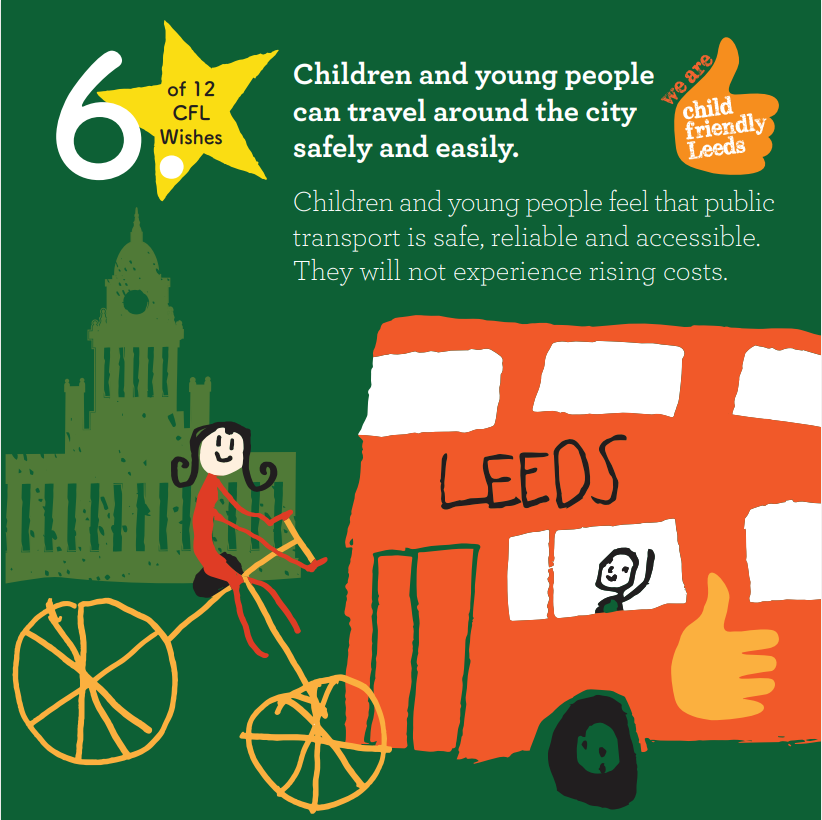 6
of 12
CFL
Wishes
Children and young people
can travel around the city
safely and easily.
we are
child
friendly
Leeds
Children and young people feel that public
transport is safe, reliable and accessible.
They will not experience rising costs.
LEEDS